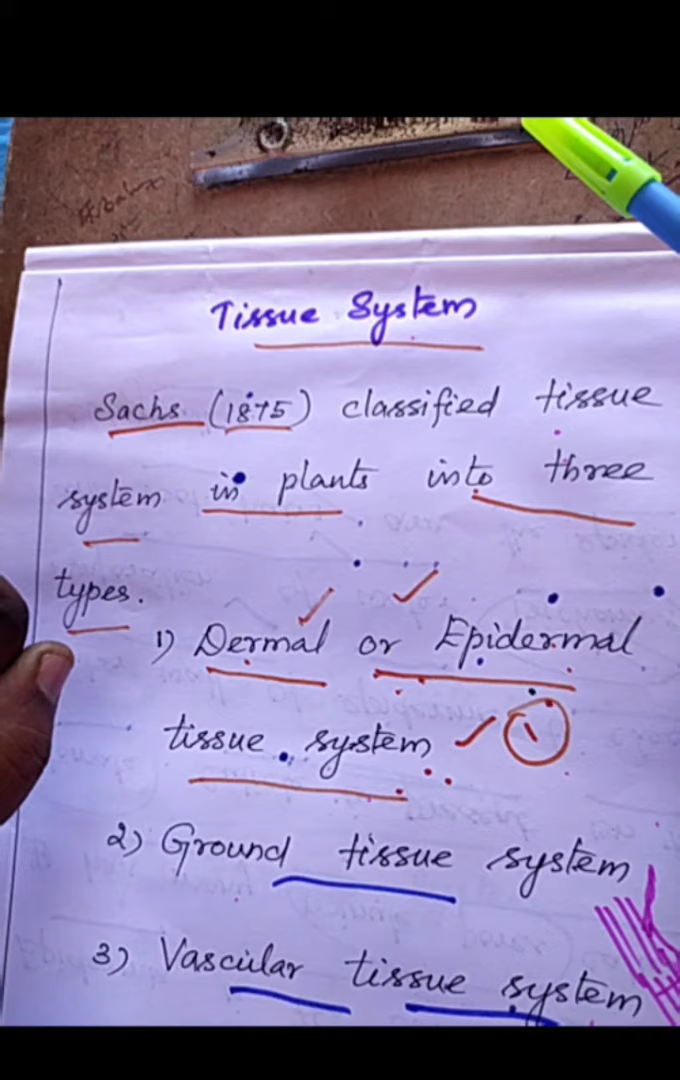 Tissue System
Sachs (1875) classified tissue
system in plants into three
types.
1) Dermal or Epidermal
tissue system 1
2) Ground tissue system
3) Vascular tissue system